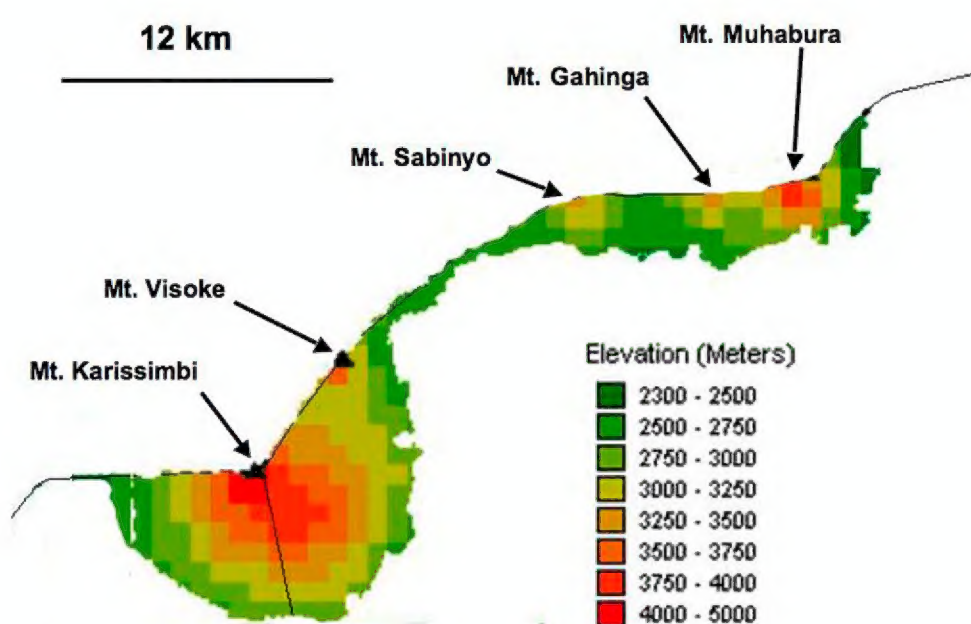 12 km
Mt. Muhabura
Mt. Gahinga
Mt. Sabinyo
Mt. Visoke
Mt. Karissimbi
Elevation (Meters)
2300 - 2500
2500 - 2750
2750 - 3000
3000 - 3250
3250 - 3500
3500 - 3750
3750 - 4000
4000 - 5000